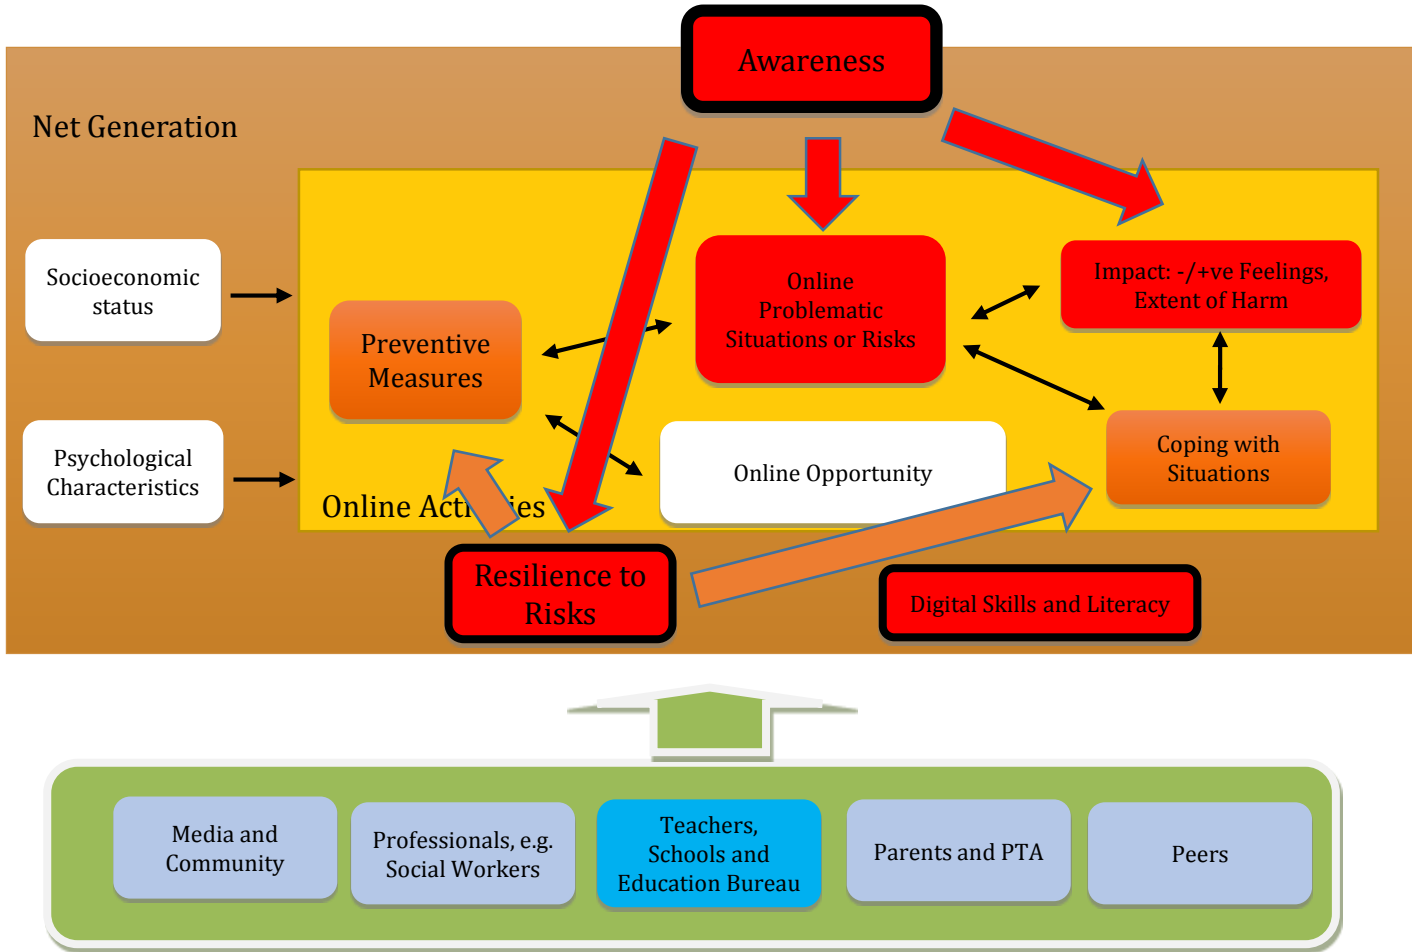 Awareness
Net Generation
Socioeconomic
status
Psychological
Characteristics
Preventive
Measures
Online
Problematic
Situations or Risks
Impact: -/+ve Feelings,
Extent of Harm
Online Opportunity
Coping with
Situations
Online Activities
Resilience to
Risks
Digital Skills and Literacy
Media and
Community
Professionals, e.g.
Social Workers
Teachers,
Schools and
Education Bureau
Parents and PTA
Peers